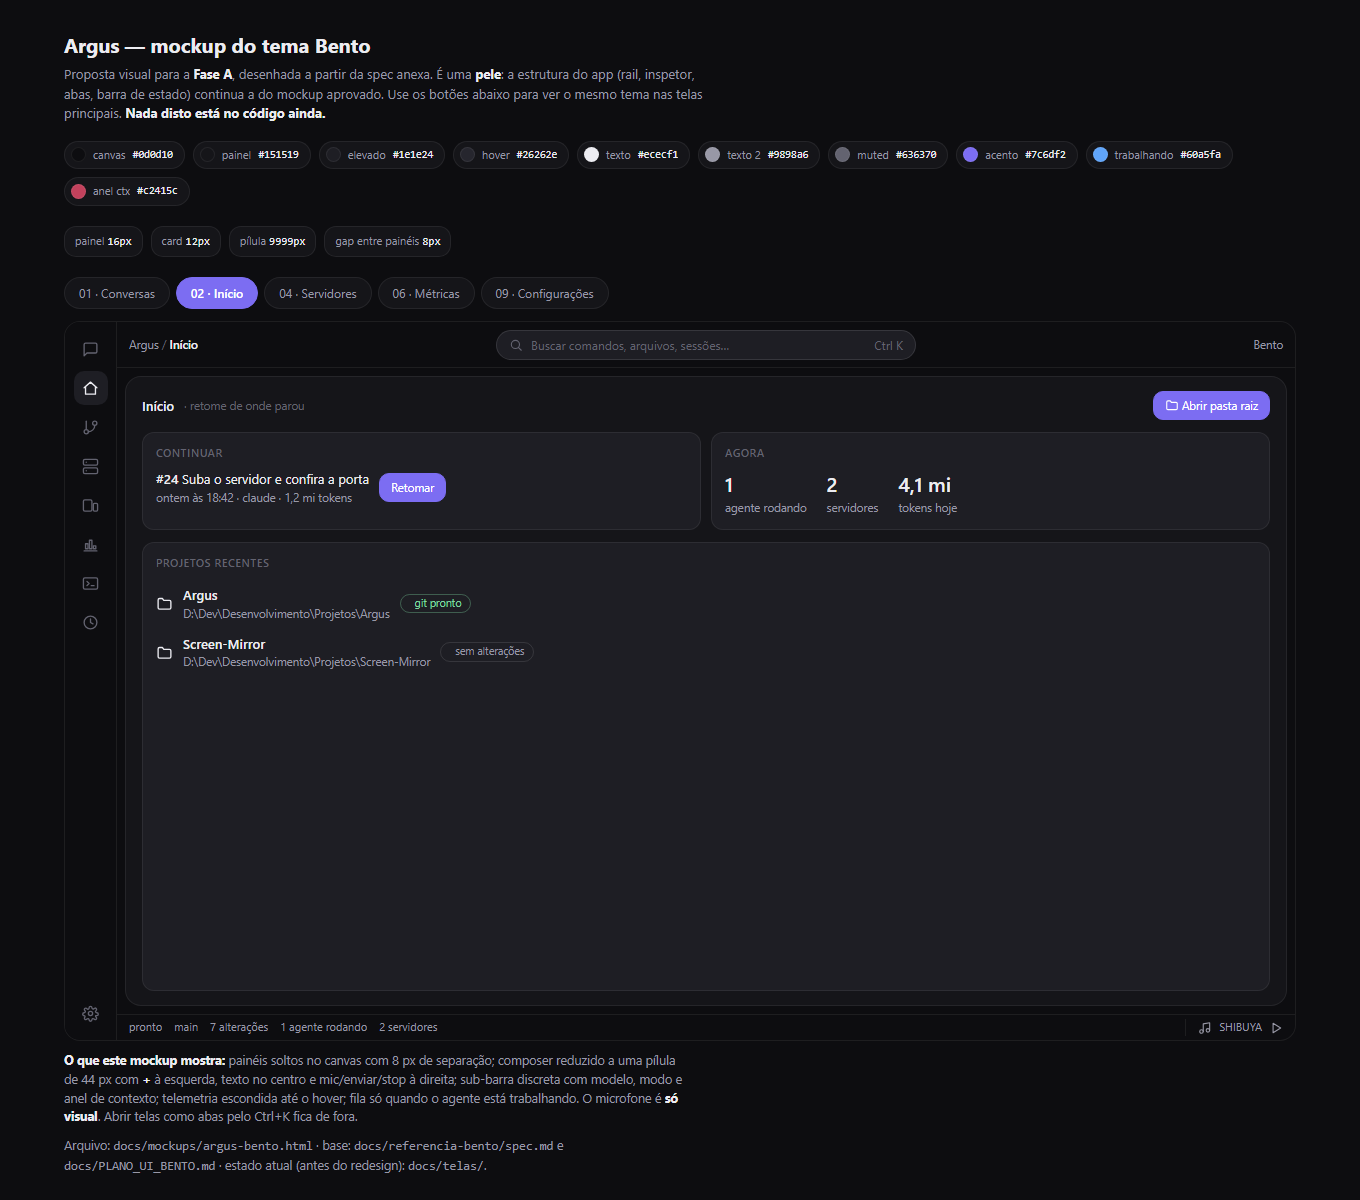 Argus — mockup do tema Bento
Proposta visual para a Fase A, desenhada a partir da spec anexa. É uma pele: a estrutura do app (rail, inspetor,
abas, barra de estado) continua a do mockup aprovado. Use os botões abaixo para ver o mesmo tema nas telas
principais. Nada disto está no código ainda.
canvas #0d0d10
painel #151519
elevado #1e1e24
hover #26262e
texto #ececf1
texto 2 #9898a6
muted #636370
acento #7c6df2
trabalhando #60a5fa
anel ctx #c2415c
painel 16px
card 12px
pílula 9999px
gap entre painéis 8px
01 · Conversas
02 · Início
04 · Servidores
06 · Métricas
09 · Configurações
Argus / Início
Buscar comandos, arquivos, sessões...
Ctrl K
Bento
Início · retome de onde parou
Abrir pasta raiz
CONTINUAR
#24 Suba o servidor e confira a porta
ontem às 18:42 · claude · 1,2 mi tokens
Retomar
AGORA
1
agente rodando
2
servidores
4,1 mi
tokens hoje
PROJETOS RECENTES
Argus
D:\Dev\Desenvolvimento\Projetos\Argus
git pronto
Screen-Mirror
D:\Dev\Desenvolvimento\Projetos\Screen-Mirror
sem alterações
pronto
main
7 alterações
1 agente rodando
2 servidores
SHIBUYA
O que este mockup mostra: painéis soltos no canvas com 8 px de separação; composer reduzido a uma pílula
de 44 px com + à esquerda, texto no centro e mic/enviar/stop à direita; sub-barra discreta com modelo, modo e
anel de contexto; telemetria escondida até o hover; fila só quando o agente está trabalhando. O microfone é só
visual. Abrir telas como abas pelo Ctrl+K fica de fora.
Arquivo: docs/mockups/argus-bento.html · base: docs/referencia-bento/spec.md e
docs/PLANO_UI_BENTO.md · estado atual (antes do redesign): docs/telas/.